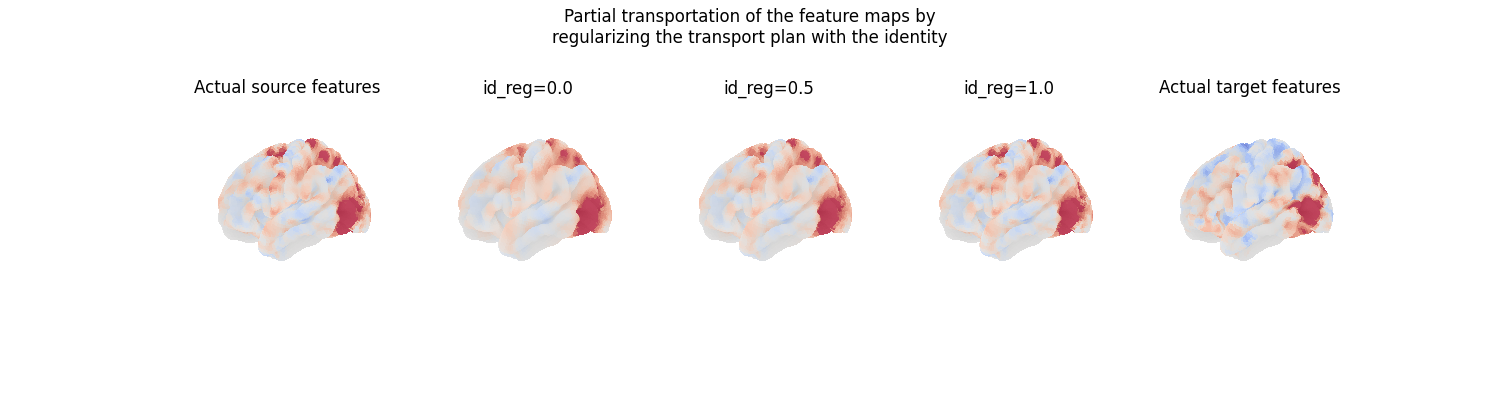 Partial transportation of the feature maps by
regularizing the transport plan with the identity
Actual source features
id_reg=0.0
id_reg=0.5
id_reg=1.0
Actual target features